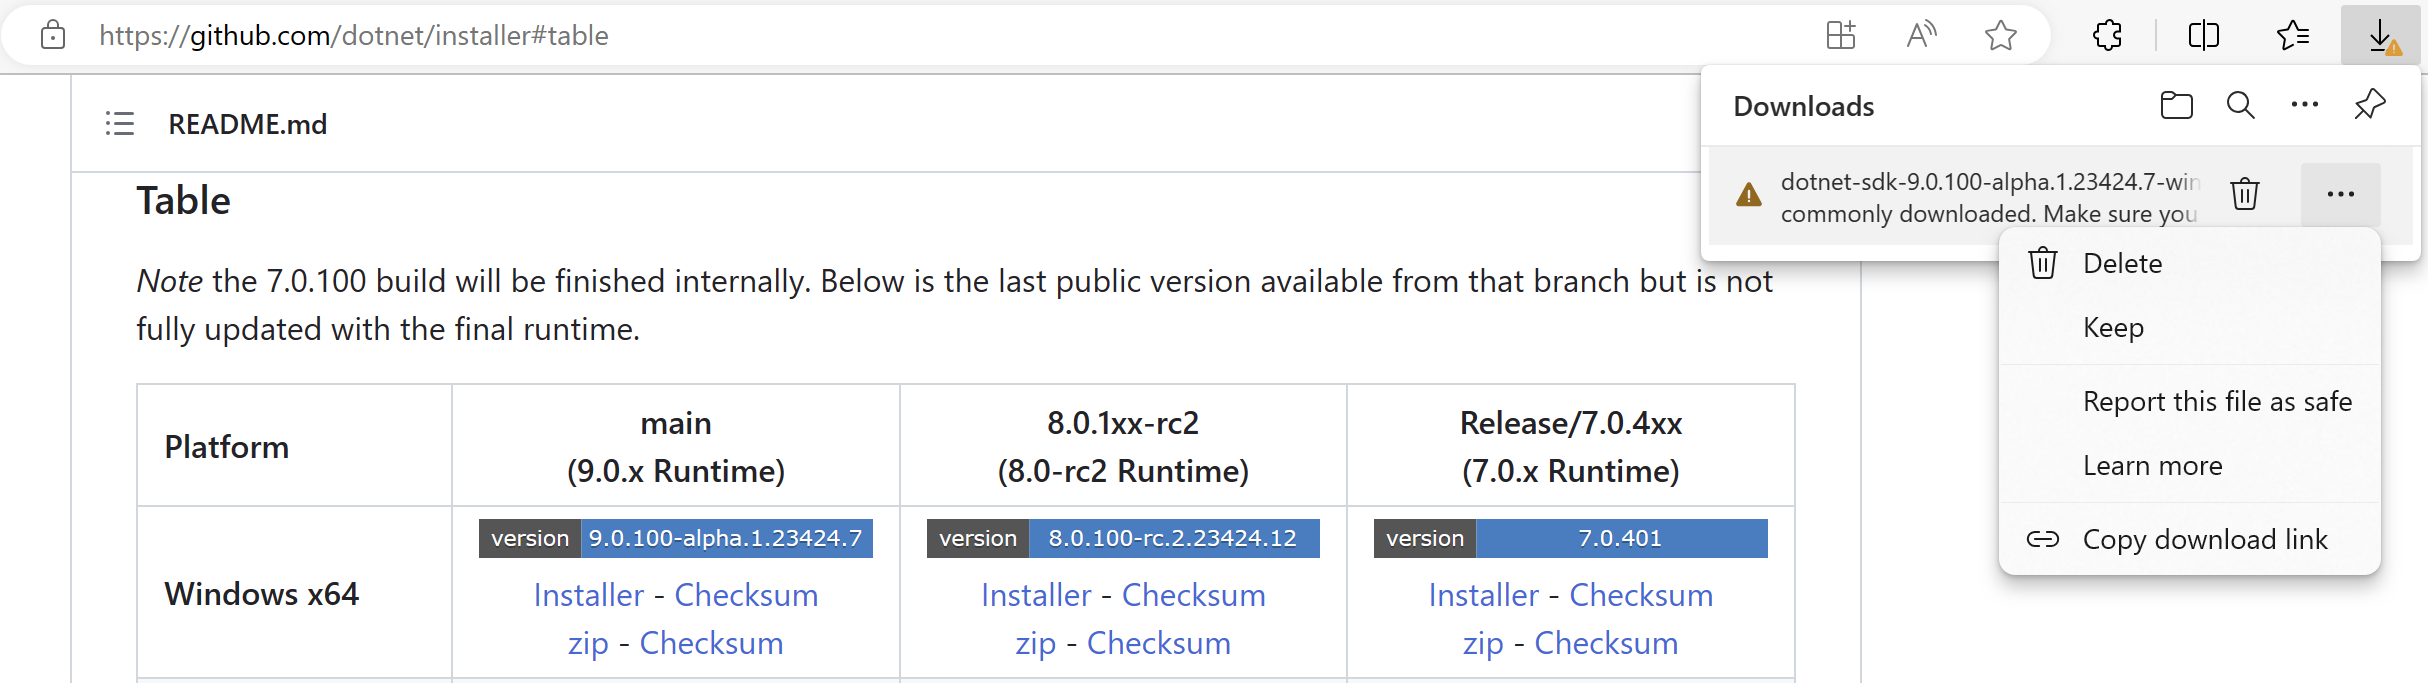 https://github.com/dotnet/installer#table
Downloads
dotnet-sdk-9.0.100-alpha.1.23424.7-win
commonly downloaded. Make sure you
Delete
Keep
Report this file as safe
Learn more
Copy download link
README.md
Table
Note the 7.0.100 build will be finished internally. Below is the last public version available from that branch but is not
fully updated with the final runtime.
Platform
main
(9.0.x Runtime)
8.0.1xx-rc2
(8.0-rc2 Runtime)
Release/7.0.4xx
(7.0.x Runtime)
Windows x64
version 9.0.100-alpha.1.23424.7
Installer - Checksum
zip - Checksum
version 8.0.100-rc.2.23424.12
Installer - Checksum
zip - Checksum
version 7.0.401
Installer - Checksum
zip - Checksum